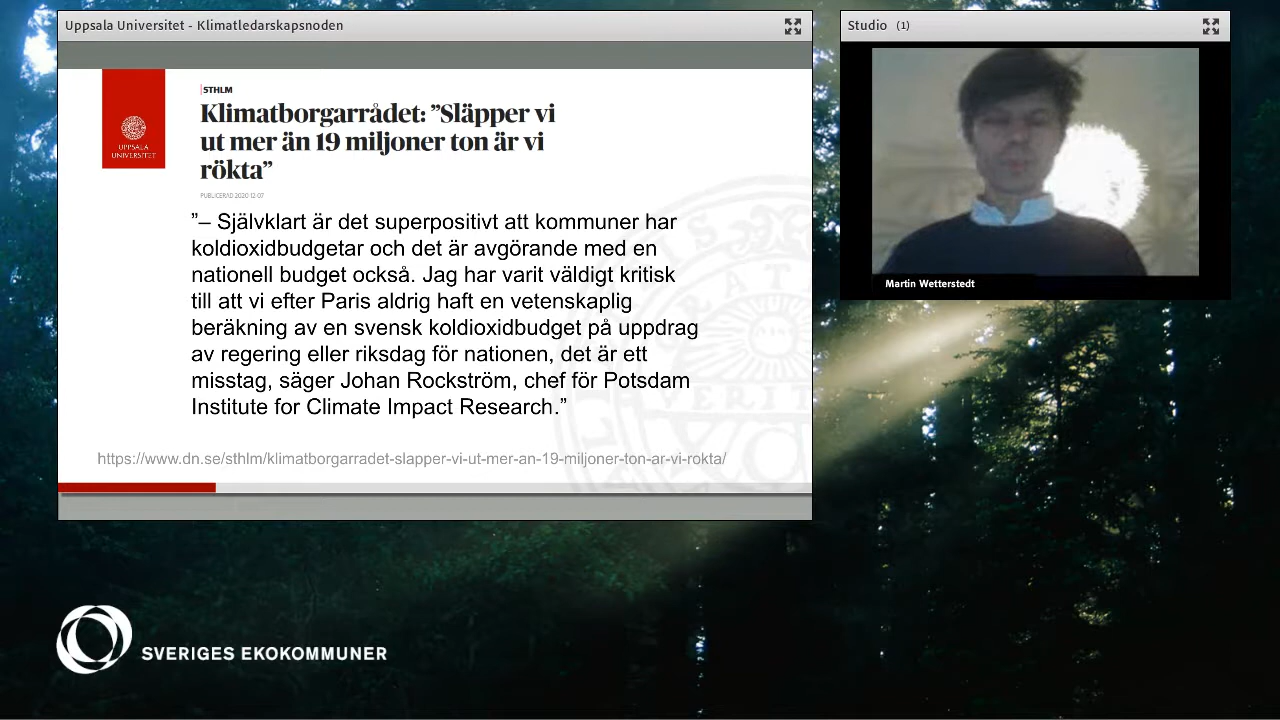 Uppsala Universitet - Klimatledarskapsnoden
UPPSALA
UNIVERSITET
STHLM
Klimatborgarrådet: ”Släpper vi
ut mer än 19 miljoner ton är vi
rökta”
PUBLICERAD 2020-12-07
”– Självklart är det superpositivt att kommuner har
koldioxidbudgetar och det är avgörande med en
nationell budget också. Jag har varit väldigt kritisk
till att vi efter Paris aldrig haft en vetenskaplig
beräkning av en svensk koldioxidbudget på uppdrag
av regering eller riksdag för nationen, det är ett
misstag, säger Johan Rockström, chef för Potsdam
Institute for Climate Impact Research.”
https://www.dn.se/sthlm/klimatborgarradet-slapper-vi-ut-mer-an-19-miljoner-ton-ar-vi-rokta/
Studio (1)
Martin Wetterstedt
SVERIGES EKOKOMMUNER